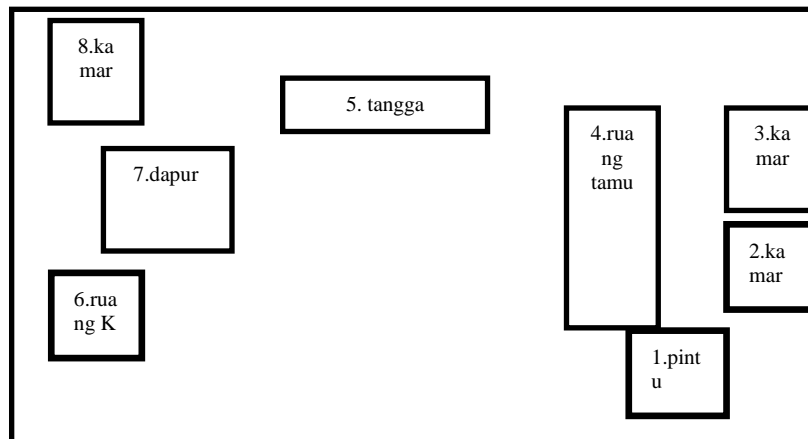 8.ka
mar
5. tangga
4.rua
ng
tamu
3.ka
mar
7.dapur
2.ka
mar
6.rua
ng K
1.pint
u